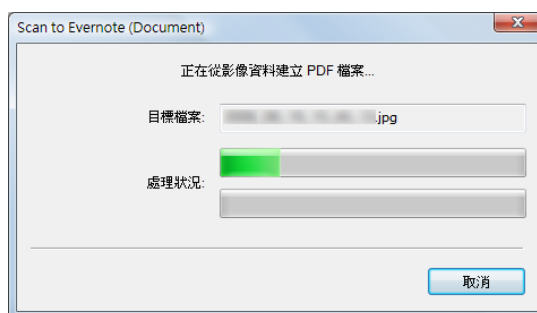 Scan to Evernote (Document)
正在從影像資料建立 PDF 檔案...
目標檔案:
.jpg
處理狀況:
取消